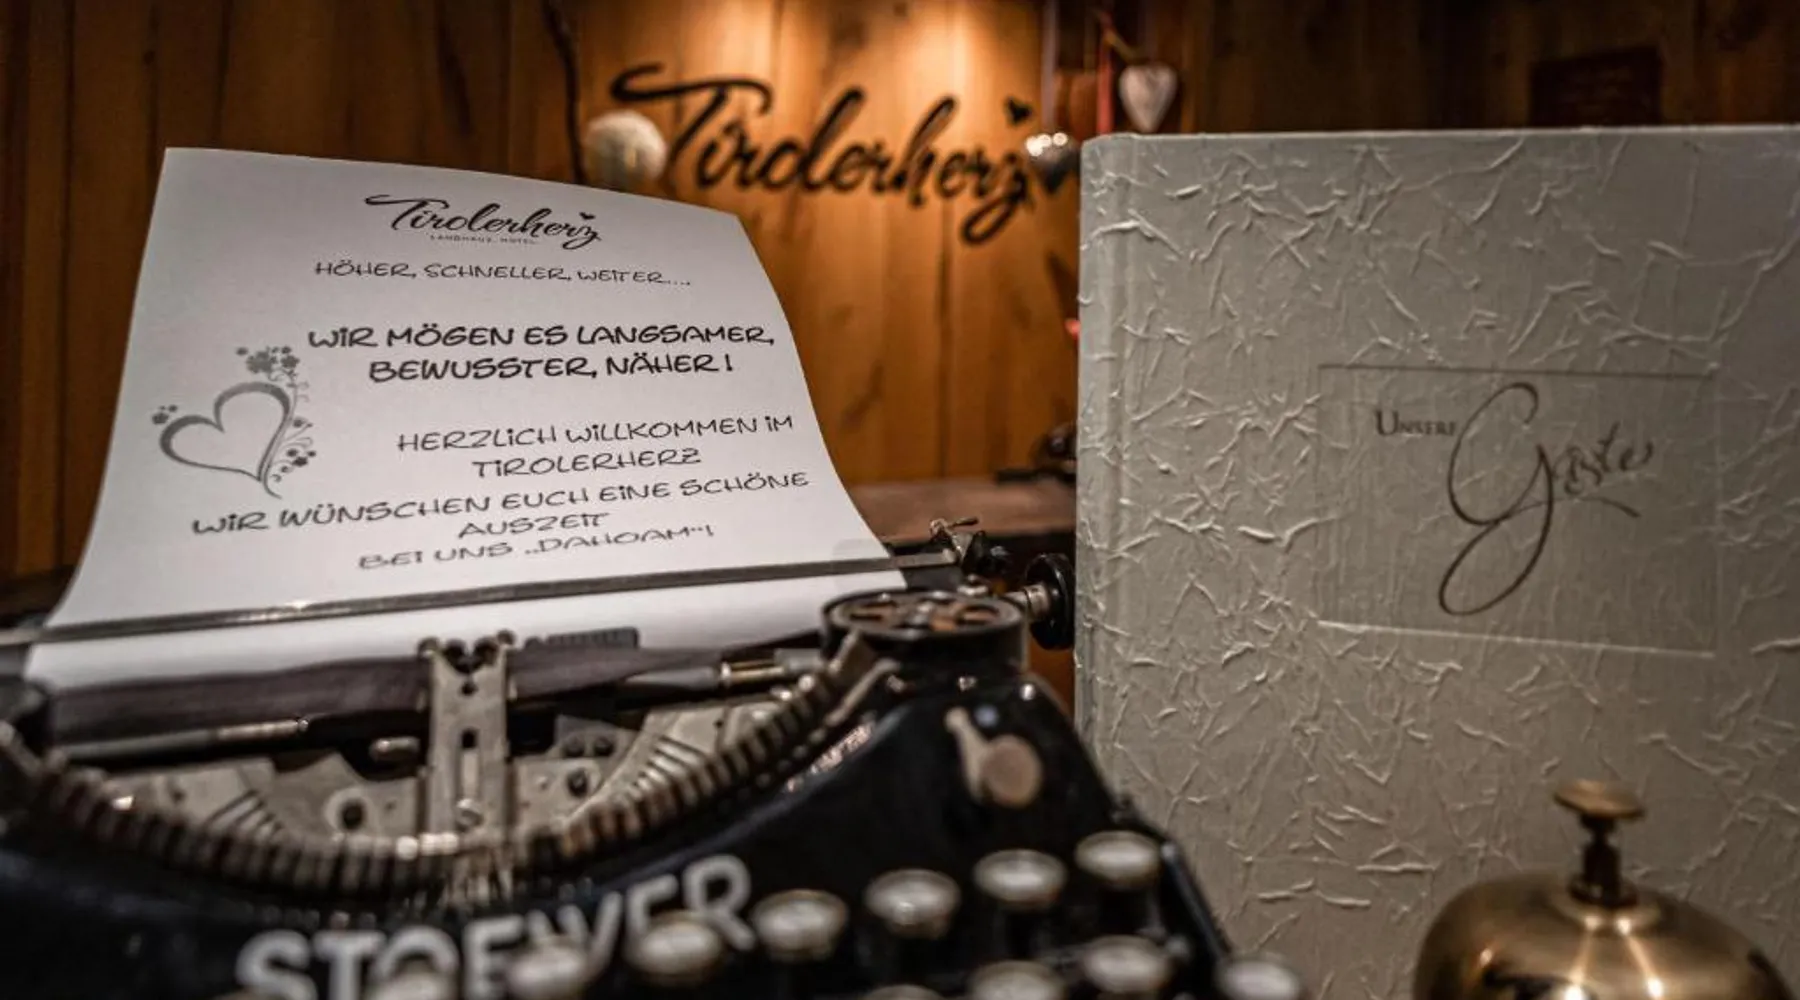 Tirolerherz
Tirolerherz
LANDHAUS. HOTEL.
HÖHER, SCHNELLER, WEITER....
WIR MÖGEN ES LANGSAMER,
BEWUSSTER, NÄHER !
HERZLICH WILLKOMMEN IM
TIROLERHERZ
WIR WÜNSCHEN EUCH EINE SCHÖNE
AUSZEIT
BEI UNS „DAHOAM“!
UNSERE Gäste
STOEWER